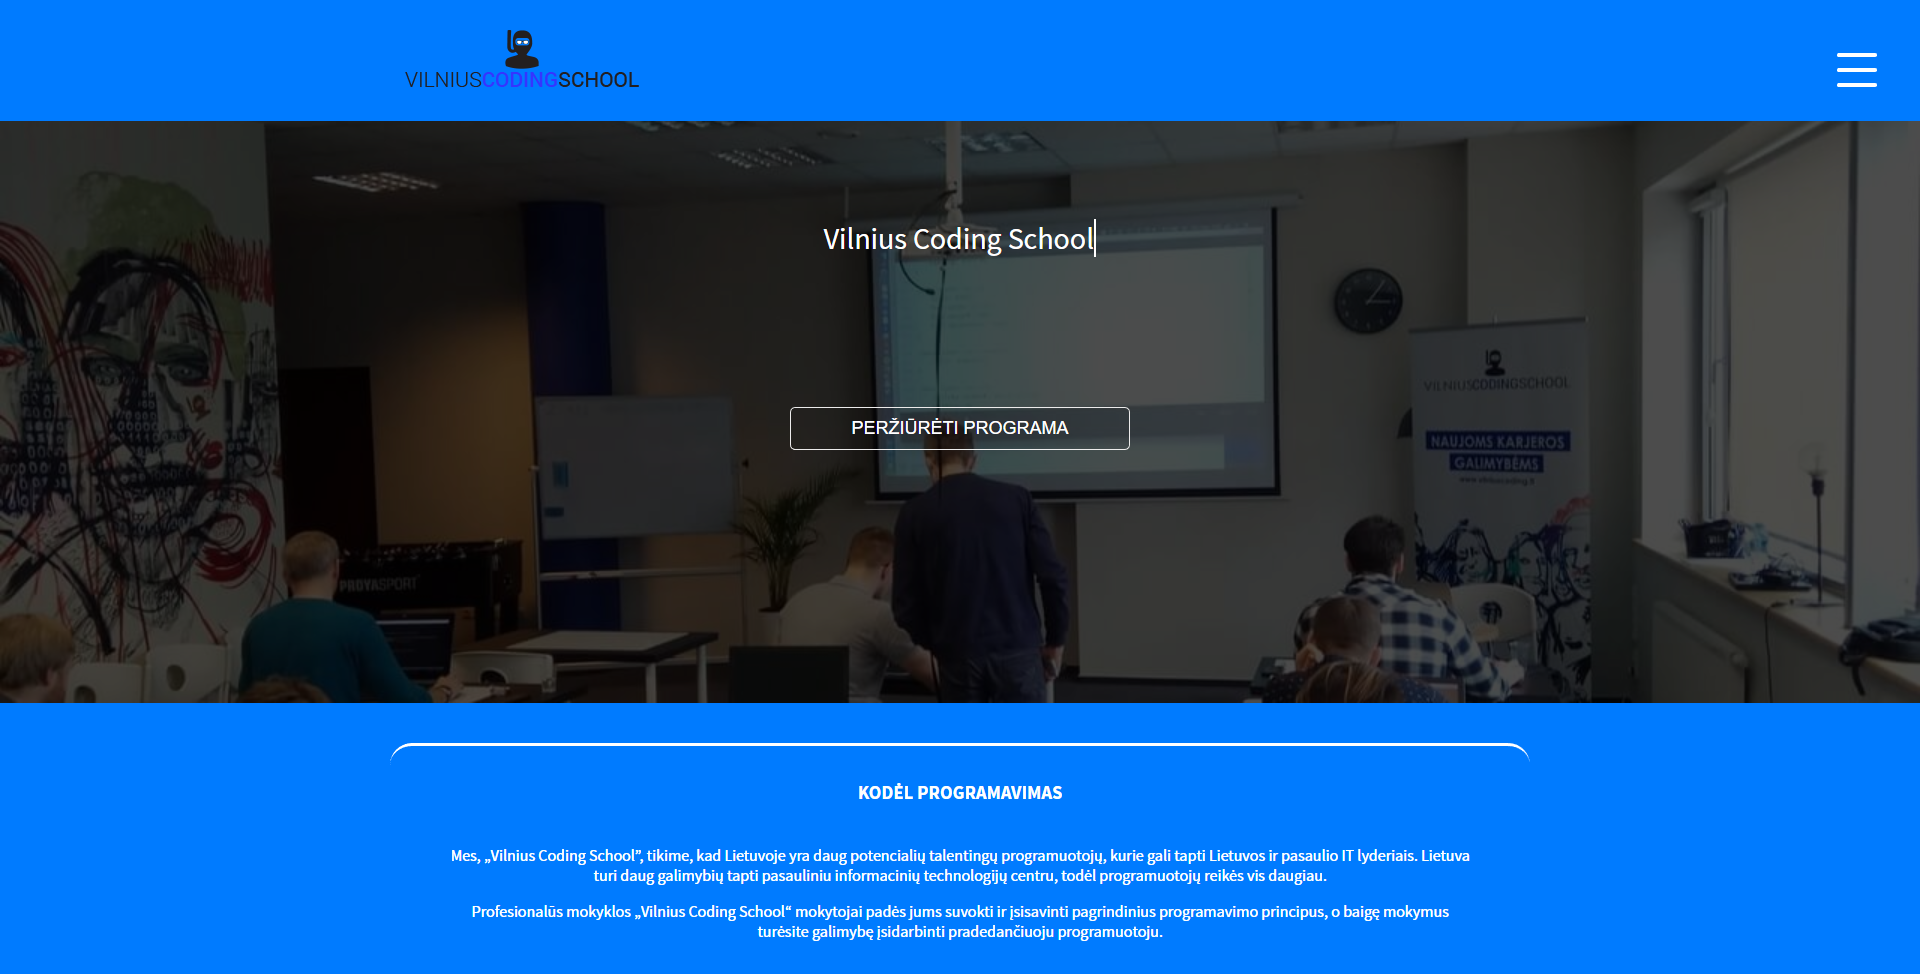 VILNIUSCODINGSCHOOL
Vilnius Coding School
PERŽIŪRĖTI PROGRAMA
VILNIUSCODINGSCHOOL
NAUJOMS KARJEROS
GALIMYBĖMS
www.vilniuscoding.lt
PROYASPORT
KODĖL PROGRAMAVIMAS
Mes, „Vilnius Coding School”, tikime, kad Lietuvoje yra daug potencialių talentingų programuotojų, kurie gali tapti Lietuvos ir pasaulio IT lyderiais. Lietuva
turi daug galimybių tapti pasauliniu informacinių technologijų centru, todėl programuotojų reikės vis daugiau.
Profesionalūs mokyklos „Vilnius Coding School“ mokytojai padės jums suvokti ir įsisavinti pagrindinius programavimo principus, o baigę mokymus
turėsite galimybę įsidarbinti pradedančiuoju programuotoju.